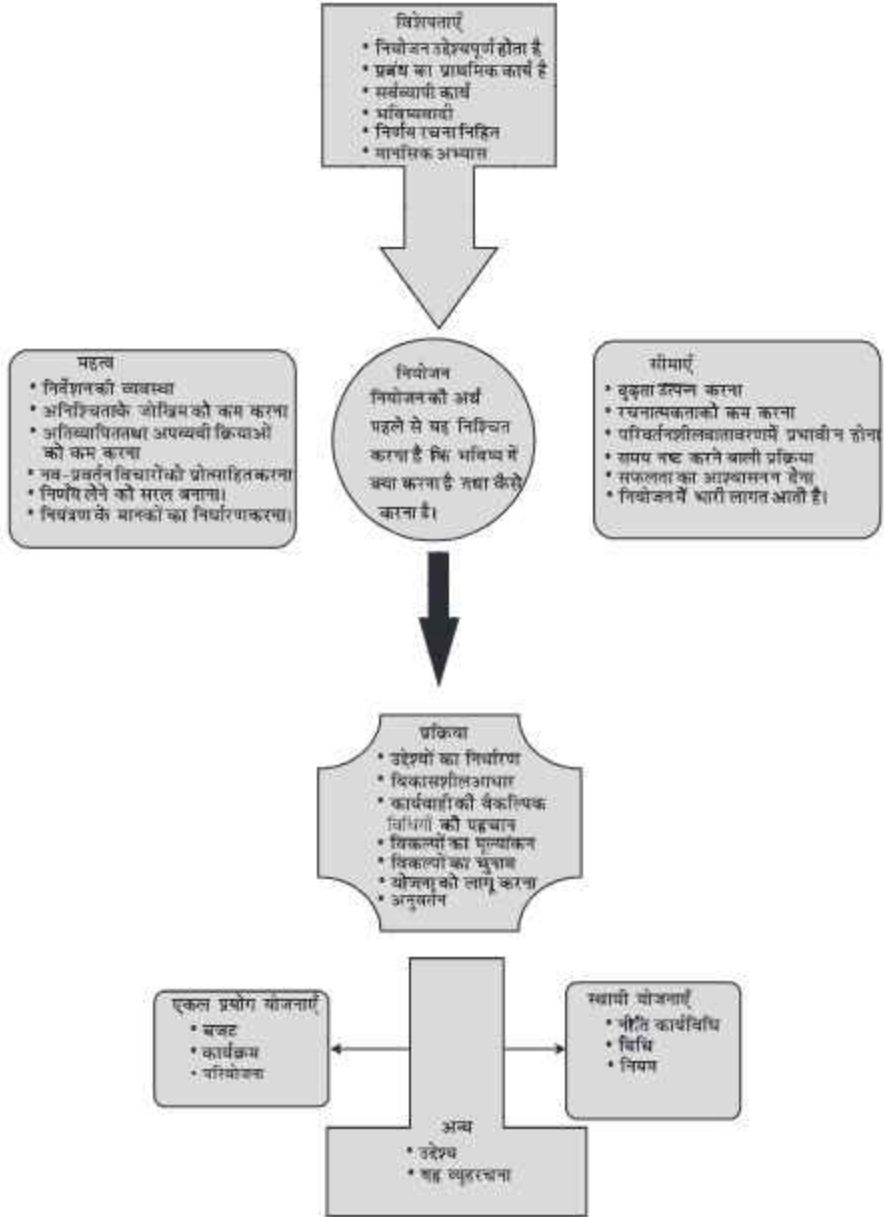 विशेषताएँ
• नियोजन उद्देश्यपूर्ण होता है
• प्रबंध का प्राथमिक कार्य है
• सर्वव्यापी कार्य
• भविष्यवादी
• निर्णय रचना निहित
• मानसिक अभ्यास
महत्व
• निर्देशन की व्यवस्था
• अनिश्चितता के जोखिम को कम करना
• अतिव्यापित तथा अपव्ययी क्रियाओं
को कम करना
• नव-प्रवर्तन विचारों को प्रोत्साहित करना
• निर्णय लेने को सरल बनाना।
• नियंत्रण के मानकों का निर्धारण करना।
नियोजन
नियोजन को अर्थ
पहले से यह निश्चित
करना है कि भविष्य में
क्या करना है तथा कैसे
करना है।
सीमाएँ
• दृढ़ता उत्पन्न करना
• रचनात्मकता को कम करना
• परिवर्तनशील वातावरण में प्रभावी न होना
• समय नष्ट करने वाली प्रक्रिया
• सफलता का आश्वासन न देना
• नियोजन में भारी लागत आती है।
प्रक्रिया
• उद्देश्यों का निर्धारण
• विकासशील आधार
• कार्यवाही की वैकल्पिक
विधियों की पहचान
• विकल्पों का मूल्यांकन
• विकल्पों का चुनाव
• योजना को लागू करना
• अनुवर्तन
एकल प्रयोग योजनाएँ
• बजट
• कार्यक्रम
• परियोजना
स्थायी योजनाएँ
• नीति कार्यविधि
• विधि
• नियम
अन्य
• उद्देश्य
• व्यूहरचना